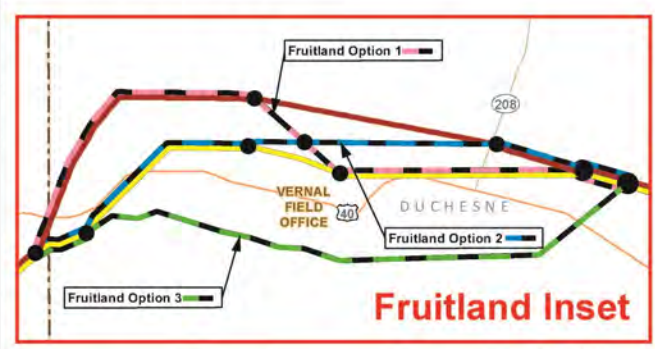 Fruitland Option 1
208
VERNAL
FIELD
OFFICE
40
DUCHESNE
Fruitland Option 2
Fruitland Option 3
Fruitland Inset